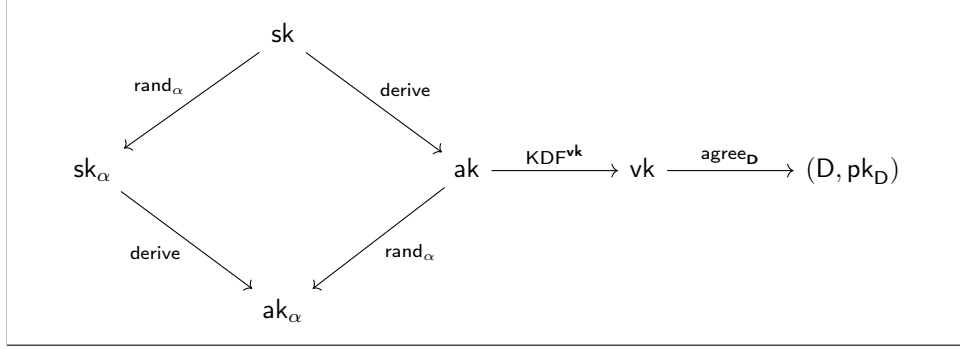 sk
rand_α
derive
sk_α
ak
KDF^vk
vk
agree_D
(D, pk_D)
derive
rand_α
ak_α